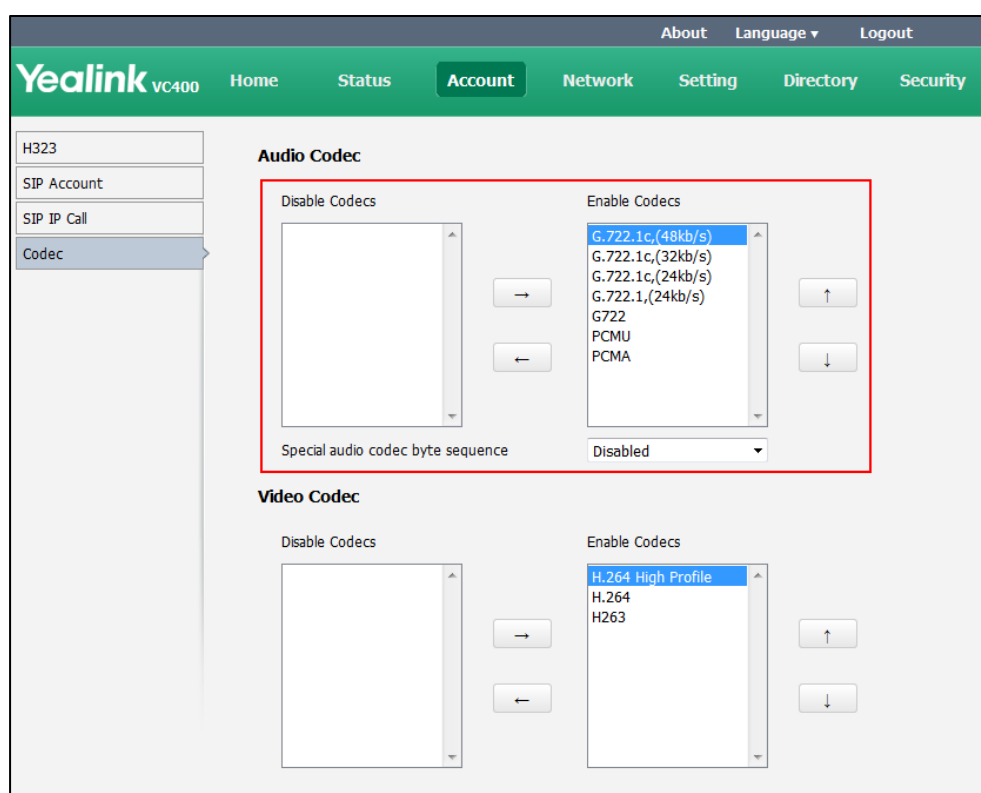 About Language ▾ Logout
Yealink VC400 Home Status Account Network Setting Directory Security
H323
SIP Account
SIP IP Call
Codec
Audio Codec
Disable Codecs Enable Codecs
G.722.1c,(48kb/s)
G.722.1c,(32kb/s)
G.722.1c,(24kb/s)
G.722.1,(24kb/s)
G722
PCMU
PCMA
→ ↑
← ↓
Special audio codec byte sequence Disabled
Video Codec
Disable Codecs Enable Codecs
H.264 High Profile
H.264
H263
→ ↑
← ↓